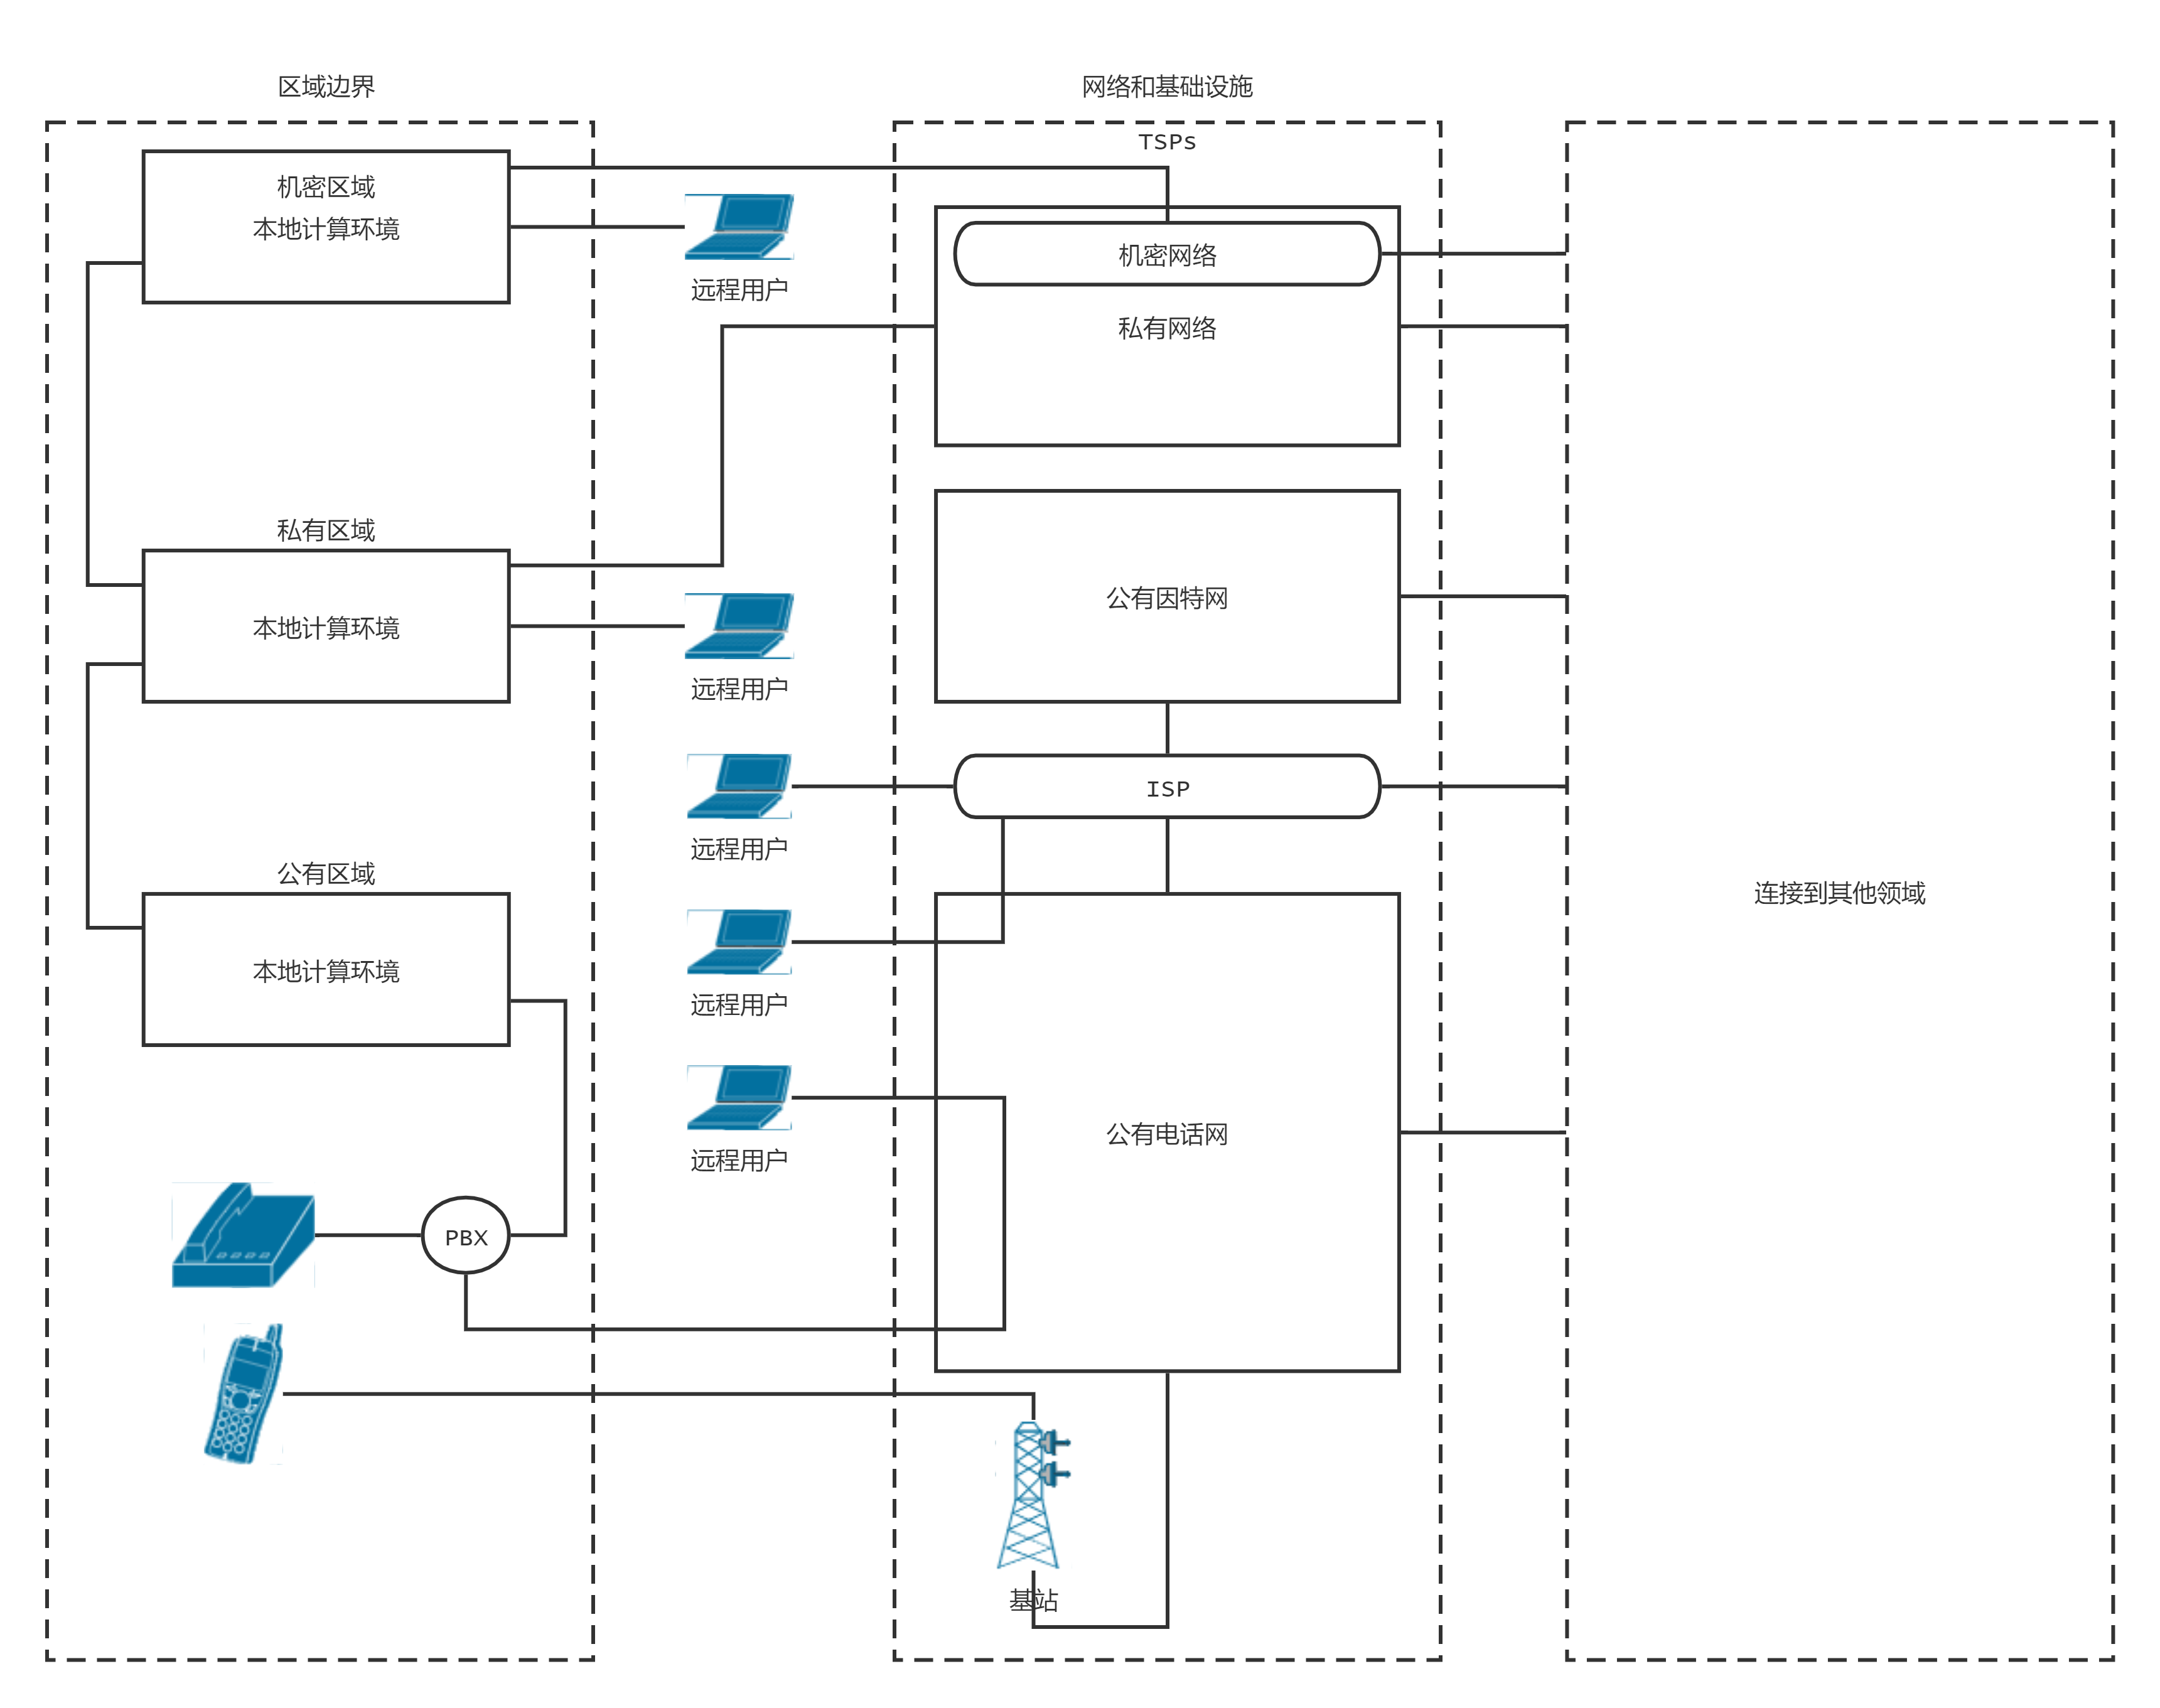 区域边界
网络和基础设施
TSPs
机密区域
本地计算环境
远程用户
机密网络
私有网络
私有区域
本地计算环境
远程用户
公有因特网
ISP
远程用户
公有区域
本地计算环境
远程用户
连接到其他领域
公有电话网
远程用户
PBX
基站